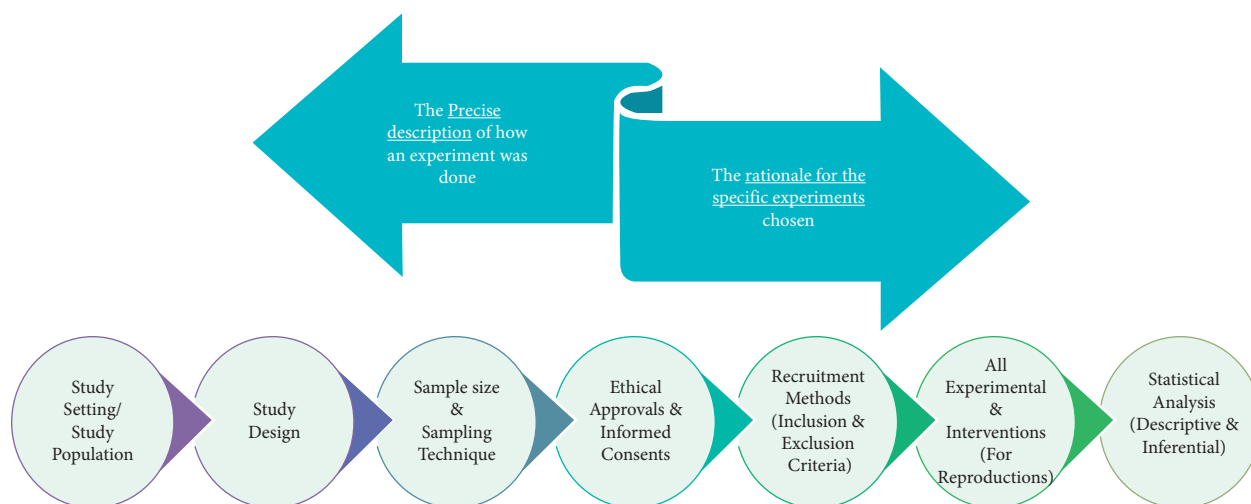 The Precise
description of how
an experiment was
done
The rationale for the
specific experiments
chosen
Study
Setting/
Study
Population
Study
Design
Sample size
&
Sampling
Technique
Ethical
Approvals &
Informed
Consents
Recruitment
Methods
(Inclusion &
Exclusion
Criteria)
All
Experimental
&
Interventions
(For
Reproductions)
Statistical
Analysis
(Descriptive &
Inferential)